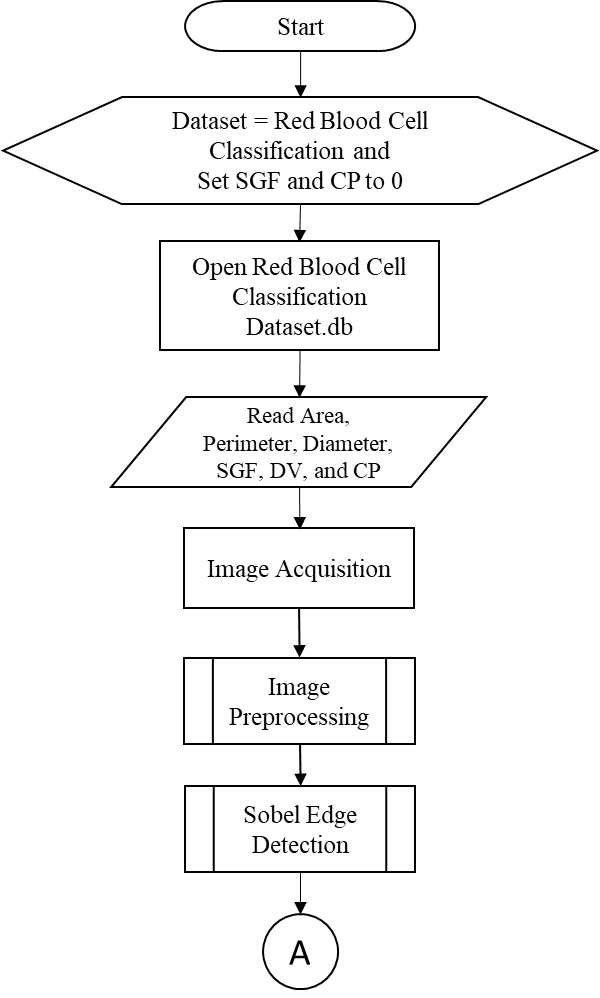 Start
Dataset = Red Blood Cell
Classification and
Set SGF and CP to 0
Open Red Blood Cell
Classification
Dataset.db
Read Area,
Perimeter, Diameter,
SGF, DV, and CP
Image Acquisition
Image
Preprocessing
Sobel Edge
Detection
A